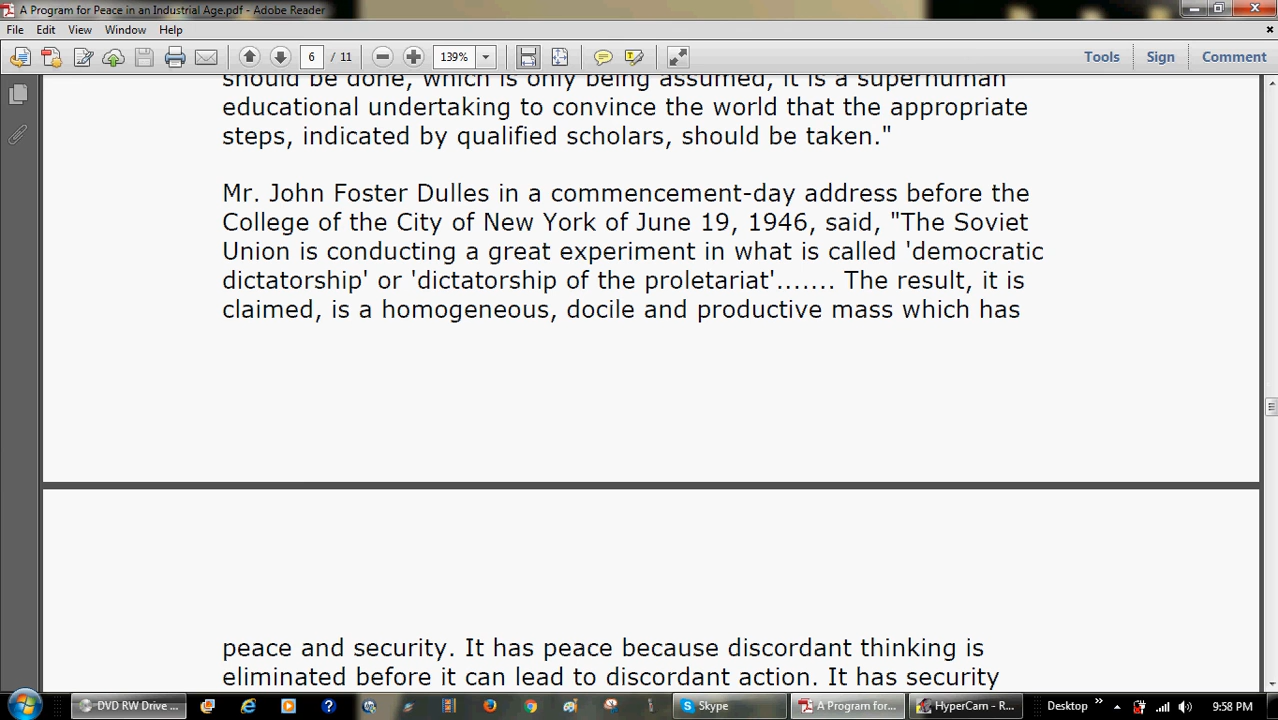 A Program for Peace in an Industrial Age.pdf - Adobe Reader
File Edit View Window Help
6 / 11 139% Tools Sign Comment
should be done, which is only being assumed, it is a superhuman
educational undertaking to convince the world that the appropriate
steps, indicated by qualified scholars, should be taken."
Mr. John Foster Dulles in a commencement-day address before the
College of the City of New York of June 19, 1946, said, "The Soviet
Union is conducting a great experiment in what is called 'democratic
dictatorship' or 'dictatorship of the proletariat'....... The result, it is
claimed, is a homogeneous, docile and productive mass which has
peace and security. It has peace because discordant thinking is
eliminated before it can lead to discordant action. It has security
DVD RW Drive ... Skype A Program for... HyperCam - R... Desktop 9:58 PM